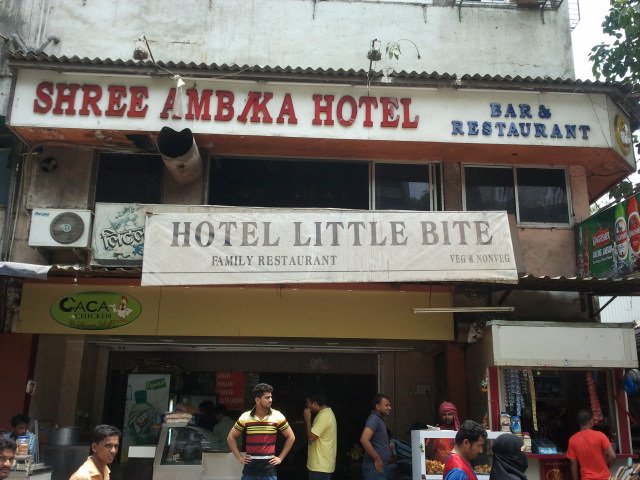 SHREE AMBIKA HOTEL
BAR &
RESTAURANT
HOTEL LITTLE BITE
FAMILY RESTAURANT
VEG & NONVEG
CACA
CHICKEN